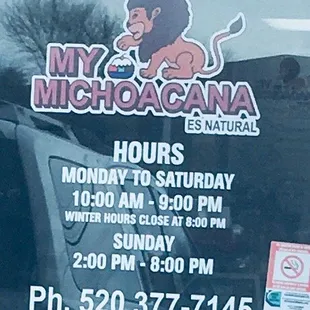 MY
MICHOACANA
ES NATURAL
HOURS
MONDAY TO SATURDAY
10:00 AM - 9:00 PM
WINTER HOURS CLOSE AT 8:00 PM
SUNDAY
2:00 PM - 8:00 PM
Ph. 520 377-7145